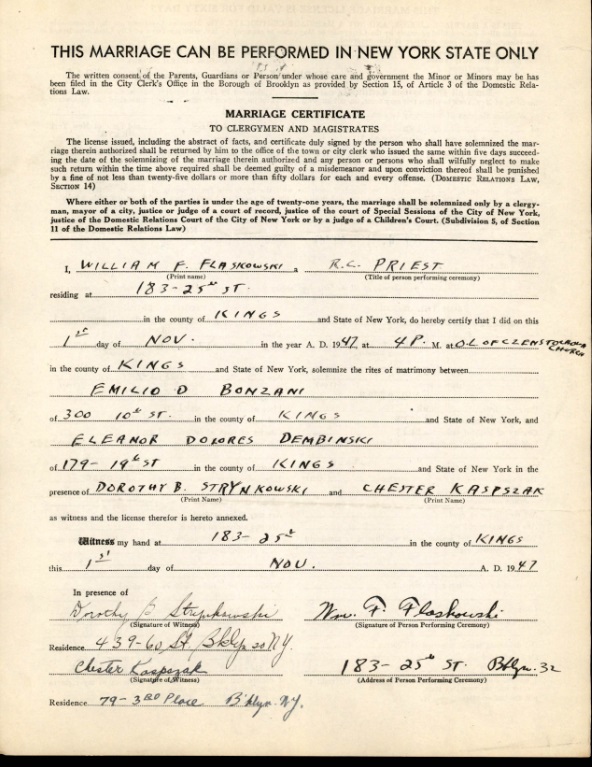 THIS MARRIAGE CAN BE PERFORMED IN NEW YORK STATE ONLY
The written consent of the Parents, Guardians or Person under whose care and government the Minor or Minors may be has
been filed in the City Clerk's Office in the Borough of Brooklyn as provided by Section 15, of Article 3 of the Domestic Rela-
tions Law.
MARRIAGE CERTIFICATE
TO CLERGYMEN AND MAGISTRATES
The license issued, including the abstract of facts, and certificate duly signed by the person who shall have solemnized the mar-
riage therein authorized shall be returned by him to the office of the town or city clerk who issued the same within five days succeed-
ing the date of the solemnizing of the marriage therein authorized and any person or persons who shall wilfully neglect to make
such return within the time above required shall be deemed guilty of a misdemeanor and upon conviction thereof shall be punished
by a fine of not less than twenty-five dollars or more than fifty dollars for each and every offense. (DOMESTIC RELATIONS LAW,
SECTION 14)
Where either or both of the parties is under the age of twenty-one years, the marriage shall be solemnized only by a clergy-
man, mayor of a city, justice or judge of a court of record, justice of the court of Special Sessions of the City of New York,
justice of the Domestic Relations Court of the City of New York or by a judge of a Children's Court. (Subdivision 5, of Section
11 of the Domestic Relations Law)
I, WILLIAM F. FLASKOWSKI a R.C. PRIEST
(Print name) (Title of person performing ceremony)
residing at 183-25th ST.
in the county of KINGS and State of New York, do hereby certify that I did on this
1st day of NOV. in the year A. D. 1947, at 4 P. M. at O.L. OF CZENSTOCHOWA CHURCH
in the county of KINGS and State of New York, solemnize the rites of matrimony between
EMILIO D BONZANI
of 300 10th ST. in the county of KINGS and State of New York, and
ELEANOR DOLORES DEMBINSKI
of 179-19th ST in the county of KINGS and State of New York in the
presence of DOROTHY B. STRYNKOWSKI and CHESTER KASPSZAK
(Print Name) (Print Name)
as witness and the license therefor is hereto annexed.
Witness my hand at 183-25th in the county of KINGS
this 1st day of NOV. A. D. 1947
In presence of
Dorothy B Strynkowski Wm. F. Flaskowski
(Signature of Witness) (Signature of Person Performing Ceremony)
Residence 439-60 St. Bklyn 20 N.Y.
Chester Kaspszak 183-25th ST. Bklyn. 32
(Signature of Witness) (Address of Person Performing Ceremony)
Residence 79-3RD Place B'klyn. N.Y.